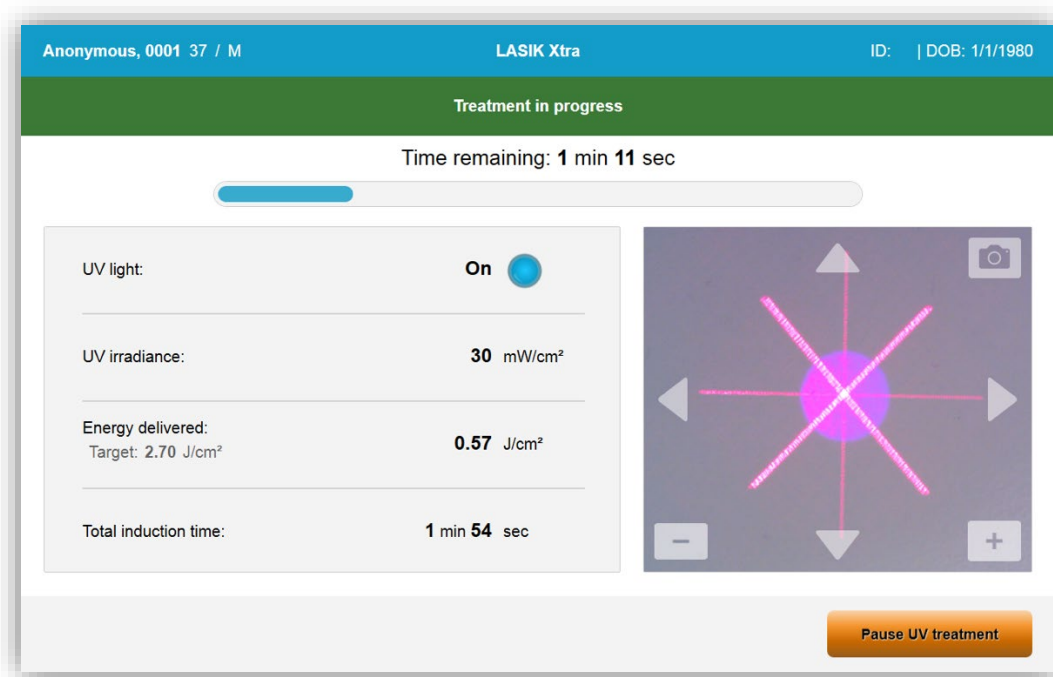 Anonymous, 0001 37 / M LASIK Xtra ID: | DOB: 1/1/1980
Treatment in progress
Time remaining: 1 min 11 sec
UV light: On
UV irradiance: 30 mW/cm²
Energy delivered: 0.57 J/cm²
Target: 2.70 J/cm²
Total induction time: 1 min 54 sec
Pause UV treatment